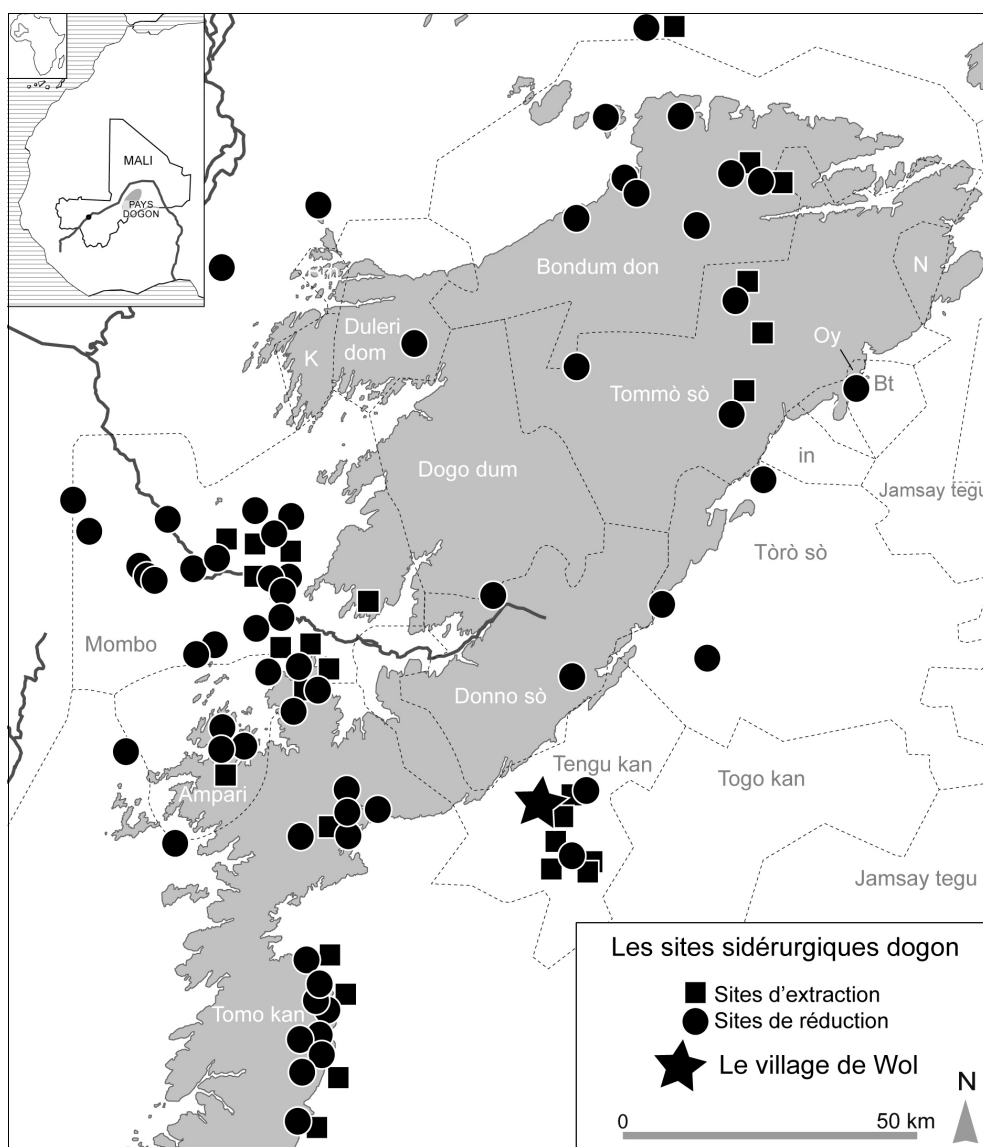 MALI
PAYS
DOGON
Bondum don
N
Duleri
dom
K
Oy
Tommò sò
Bt
Dogo dum
in
Jamsay tegu
Tòrò sò
Mombo
Donno sò
Tengu kan
Togo kan
Ampari
Jamsay tegu
Tomo kan
Les sites sidérurgiques dogon
Sites d'extraction
Sites de réduction
Le village de Wol
N
0 50 km